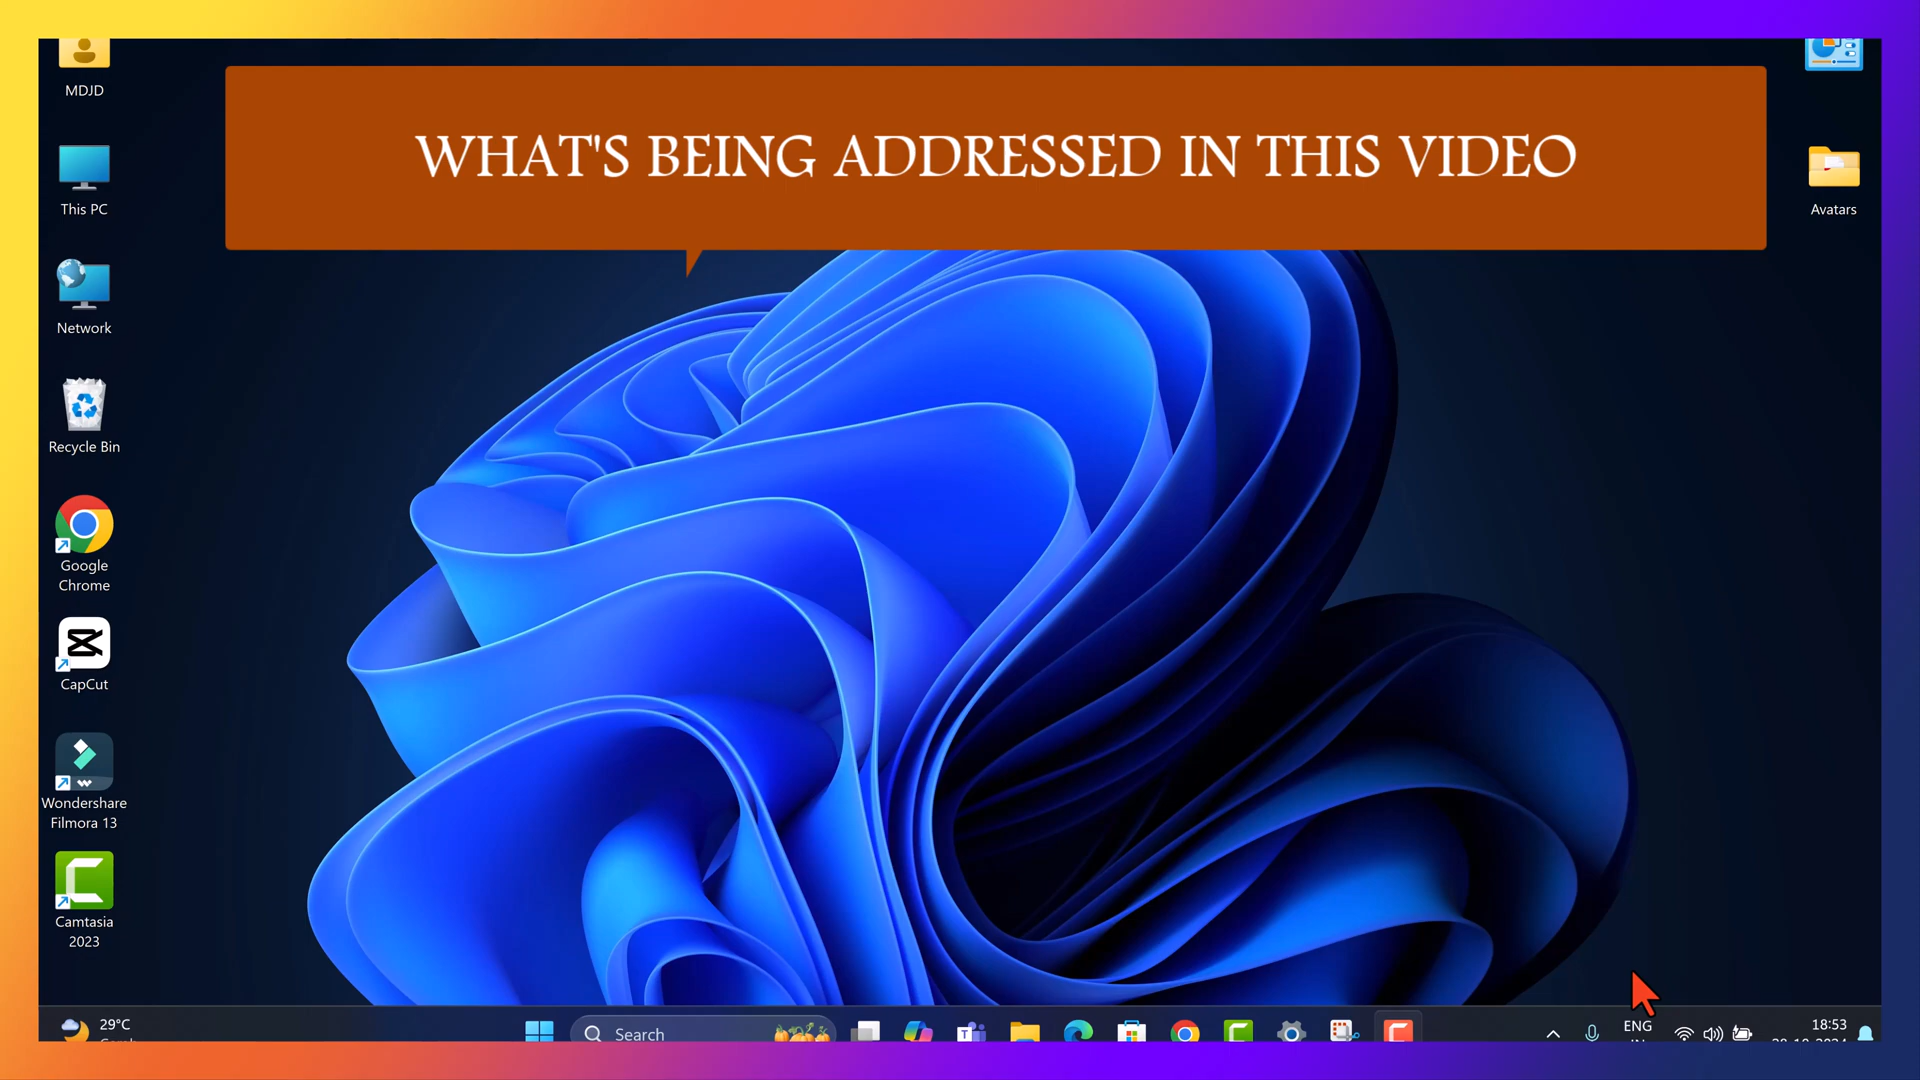 MDJD
WHAT'S BEING ADDRESSED IN THIS VIDEO
This PC
Avatars
Network
Recycle Bin
Google
Chrome
CapCut
Wondershare
Filmora 13
Camtasia
2023
29°C
Search
ENG
18:53